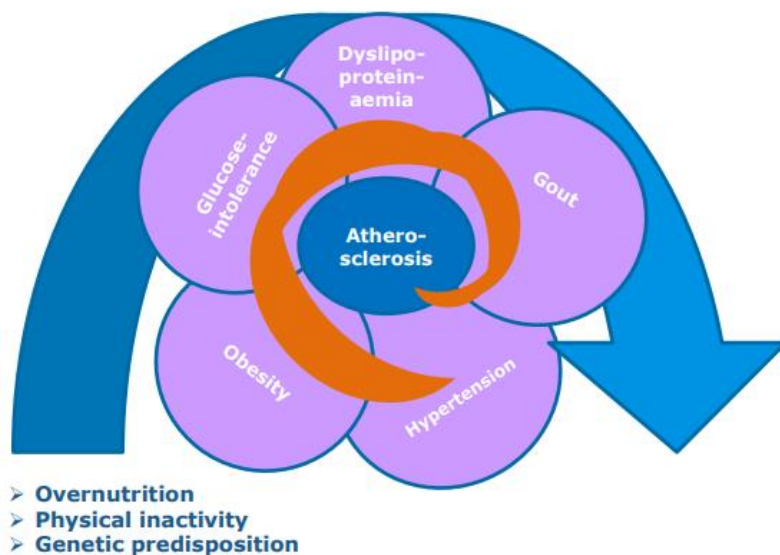 Dyslipo-
protein-
aemia
Glucose-
intolerance
Gout
Athero-
sclerosis
Obesity
Hypertension
➢ Overnutrition
➢ Physical inactivity
➢ Genetic predisposition